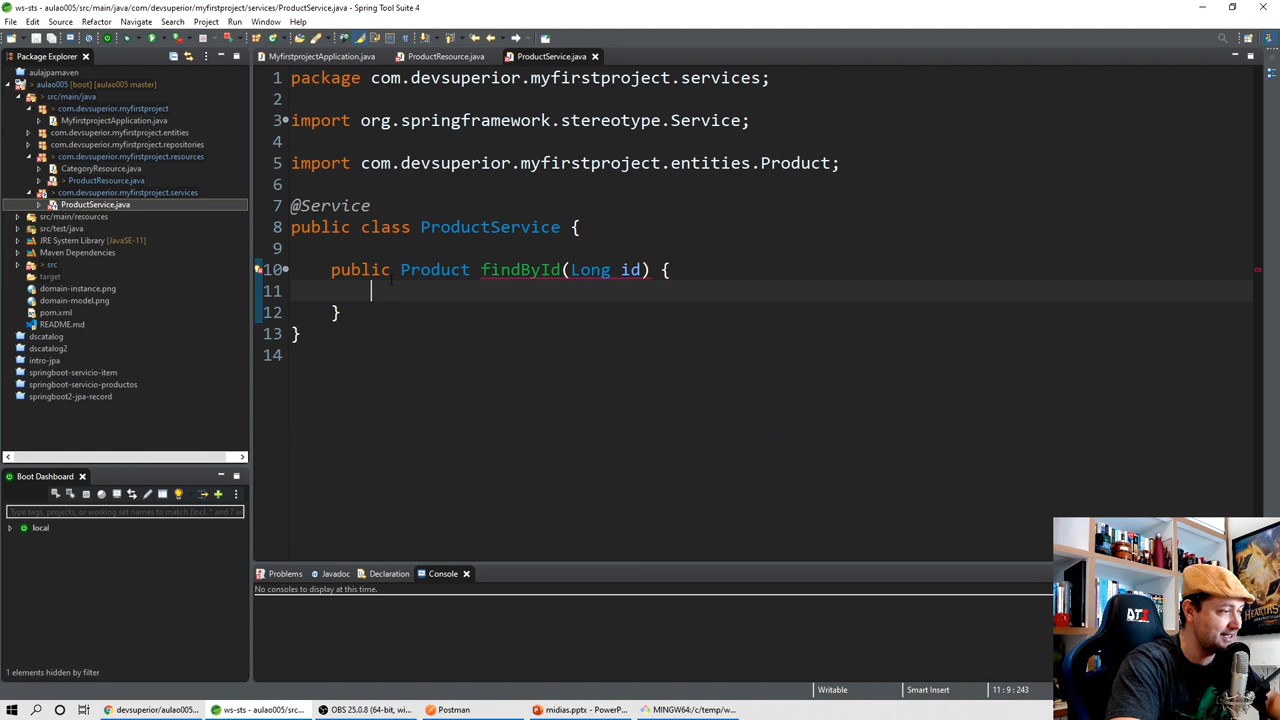 ws-sts - aulao005/src/main/java/com/devsuperior/myfirstproject/services/ProductService.java - Spring Tool Suite 4
File Edit Source Refactor Navigate Search Project Run Window Help
Package Explorer
MyfirstprojectApplication.java
ProductResource.java
ProductService.java
aulajpamaven
> aulao005 [boot] [aulao005 master]
> src/main/java
> com.devsuperior.myfirstproject
MyfirstprojectApplication.java
com.devsuperior.myfirstproject.entities
com.devsuperior.myfirstproject.repositories
> com.devsuperior.myfirstproject.resources
CategoryResource.java
> ProductResource.java
> com.devsuperior.myfirstproject.services
ProductService.java
src/main/resources
src/test/java
JRE System Library [JavaSE-11]
Maven Dependencies
> src
target
domain-instance.png
domain-model.png
pom.xml
README.md
dscatalog
dscatalog2
intro-jpa
springboot-servicio-item
springboot-servicio-productos
springboot2-jpa-record
1 package com.devsuperior.myfirstproject.services;
2
3 import org.springframework.stereotype.Service;
4
5 import com.devsuperior.myfirstproject.entities.Product;
6
7 @Service
8 public class ProductService {
9
10 public Product findById(Long id) {
11
12 }
13 }
14
Boot Dashboard
Type tags, projects, or working set names to match (incl. * and ? w
local
1 elements hidden by filter
Problems
Javadoc
Declaration
Console
No consoles to display at this time.
DT3
HEARTHS
Writable
Smart Insert
11 : 9 : 243
devsuperior/aulao005...
ws-sts - aulao005/src...
OBS 25.0.8 (64-bit, wi...
Postman
midias.pptx - PowerP...
MINGW64:/c/temp/w...